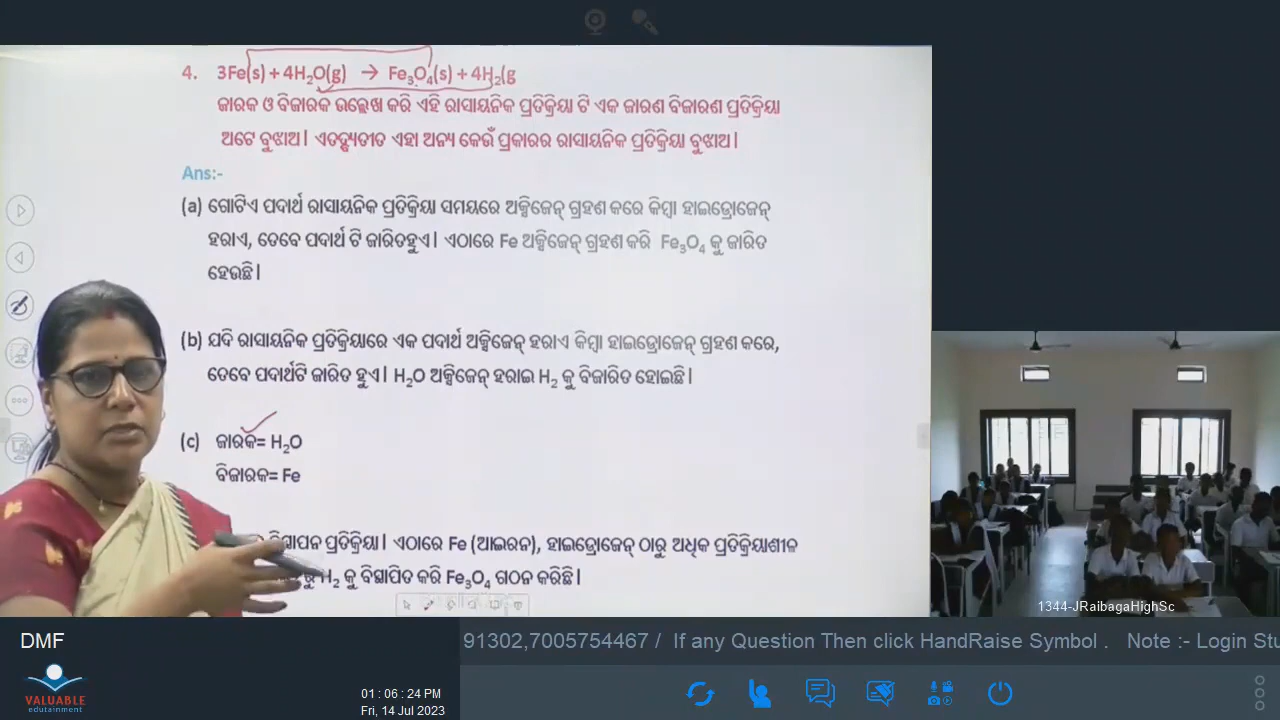 4. 3Fe(s) + 4H₂O(g) → Fe₃O₄(s) + 4H₂(g
ଜାରକ ଓ ବିଜାରକ ଉଲ୍ଲେଖ କରି ଏହି ରାସାୟନିକ ପ୍ରତିକ୍ରିୟା ଟି ଏକ ଜାରଣ ବିଜାରଣ ପ୍ରତିକ୍ରିୟା
ଅଟେ ବୁଝାଅ। ଏତଦ୍ବ୍ୟତୀତ ଏହା ଅନ୍ୟ କେଉଁ ପ୍ରକାରର ରାସାୟନିକ ପ୍ରତିକ୍ରିୟା ବୁଝାଅ।
Ans:-
(a) ଗୋଟିଏ ପଦାର୍ଥ ରାସାୟନିକ ପ୍ରତିକ୍ରିୟା ସମୟରେ ଅକ୍ସିଜେନ୍ ଗ୍ରହଣ କରେ କିମ୍ବା ହାଇଡ୍ରୋଜେନ୍
ହରାଏ, ତେବେ ପଦାର୍ଥ ଟି ଜାରିତହୁଏ। ଏଠାରେ Fe ଅକ୍ସିଜେନ୍ ଗ୍ରହଣ କରି Fe₃O₄ କୁ ଜାରିତ
ହେଉଛି।
(b) ଯଦି ରାସାୟନିକ ପ୍ରତିକ୍ରିୟାରେ ଏକ ପଦାର୍ଥ ଅକ୍ସିଜେନ୍ ହରାଏ କିମ୍ବା ହାଇଡ୍ରୋଜେନ୍ ଗ୍ରହଣ କରେ,
ତେବେ ପଦାର୍ଥଟି ଜାରିତ ହୁଏ। H₂O ଅକ୍ସିଜେନ୍ ହରାଇ H₂ କୁ ବିଜାରିତ ହୋଇଛି।
(c) ଜାରକ= H₂O
ବିଜାରକ= Fe
ବିସ୍ଥାପନ ପ୍ରତିକ୍ରିୟା। ଏଠାରେ Fe (ଆଇରନ), ହାଇଡ୍ରୋଜେନ୍ ଠାରୁ ଅଧିକ ପ୍ରତିକ୍ରିୟାଶୀଳ
H₂ କୁ ବିସ୍ଥାପିତ କରି Fe₃O₄ ଗଠନ କରିଛି।
1344-JRaibagaHighSc
DMF
91302,7005754467 / If any Question Then click HandRaise Symbol . Note :- Login Stu
VALUABLE
edutainment
01 : 06 : 24 PM
Fri, 14 Jul 2023